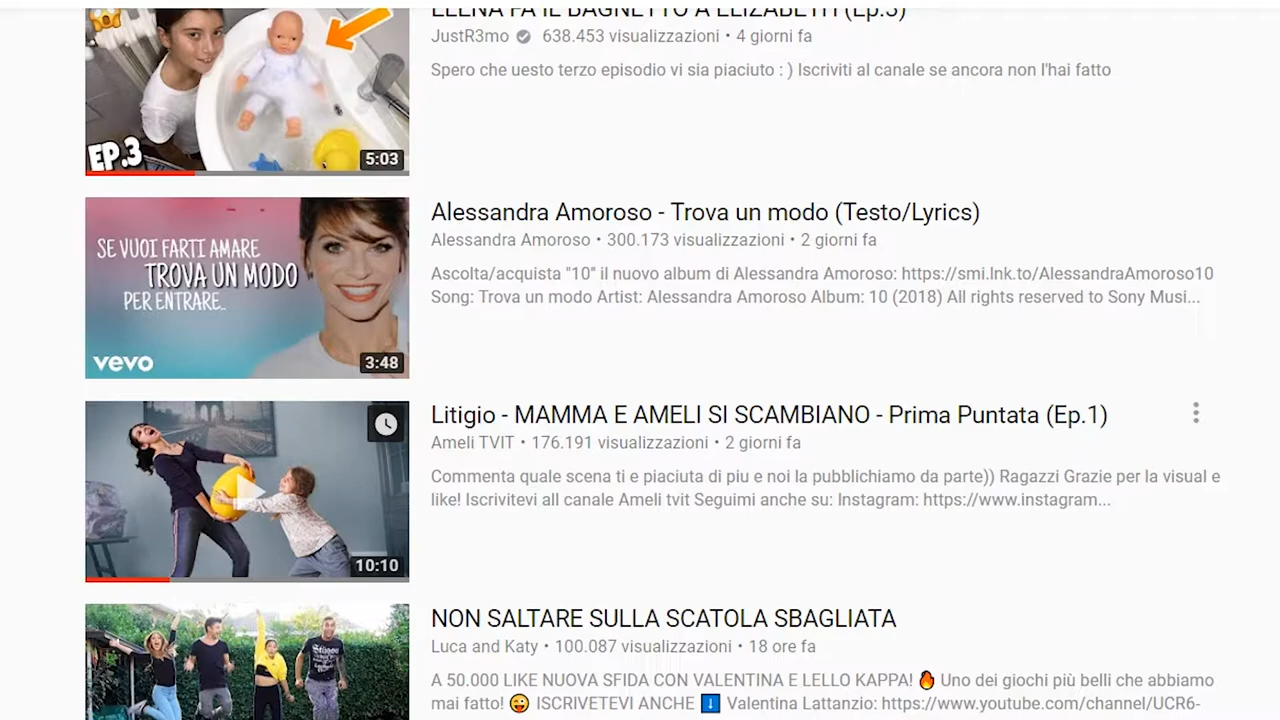 ELENA FA IL BAGNETTO A ELIZABETH (Ep.3)
JustR3mo 638.453 visualizzazioni • 4 giorni fa
Spero che uesto terzo episodio vi sia piaciuto : ) Iscriviti al canale se ancora non l'hai fatto
EP.3
5:03
Alessandra Amoroso - Trova un modo (Testo/Lyrics)
Alessandra Amoroso • 300.173 visualizzazioni • 2 giorni fa
Ascolta/acquista "10" il nuovo album di Alessandra Amoroso: https://smi.lnk.to/AlessandraAmoroso10
Song: Trova un modo Artist: Alessandra Amoroso Album: 10 (2018) All rights reserved to Sony Musi...
SE VUOI FARTI AMARE
TROVA UN MODO
PER ENTRARE..
vevo
3:48
Litigio - MAMMA E AMELI SI SCAMBIANO - Prima Puntata (Ep.1)
Ameli TVIT • 176.191 visualizzazioni • 2 giorni fa
Commenta quale scena ti e piaciuta di piu e noi la pubblichiamo da parte)) Ragazzi Grazie per la visual e
like! Iscrivitevi all canale Ameli tvit Seguimi anche su: Instagram: https://www.instagram...
10:10
NON SALTARE SULLA SCATOLA SBAGLIATA
Luca and Katy • 100.087 visualizzazioni • 18 ore fa
A 50.000 LIKE NUOVA SFIDA CON VALENTINA E LELLO KAPPA! 🔥 Uno dei giochi più belli che abbiamo
mai fatto! 😜 ISCRIVETEVI ANCHE ⬇️ Valentina Lattanzio: https://www.youtube.com/channel/UCR6-